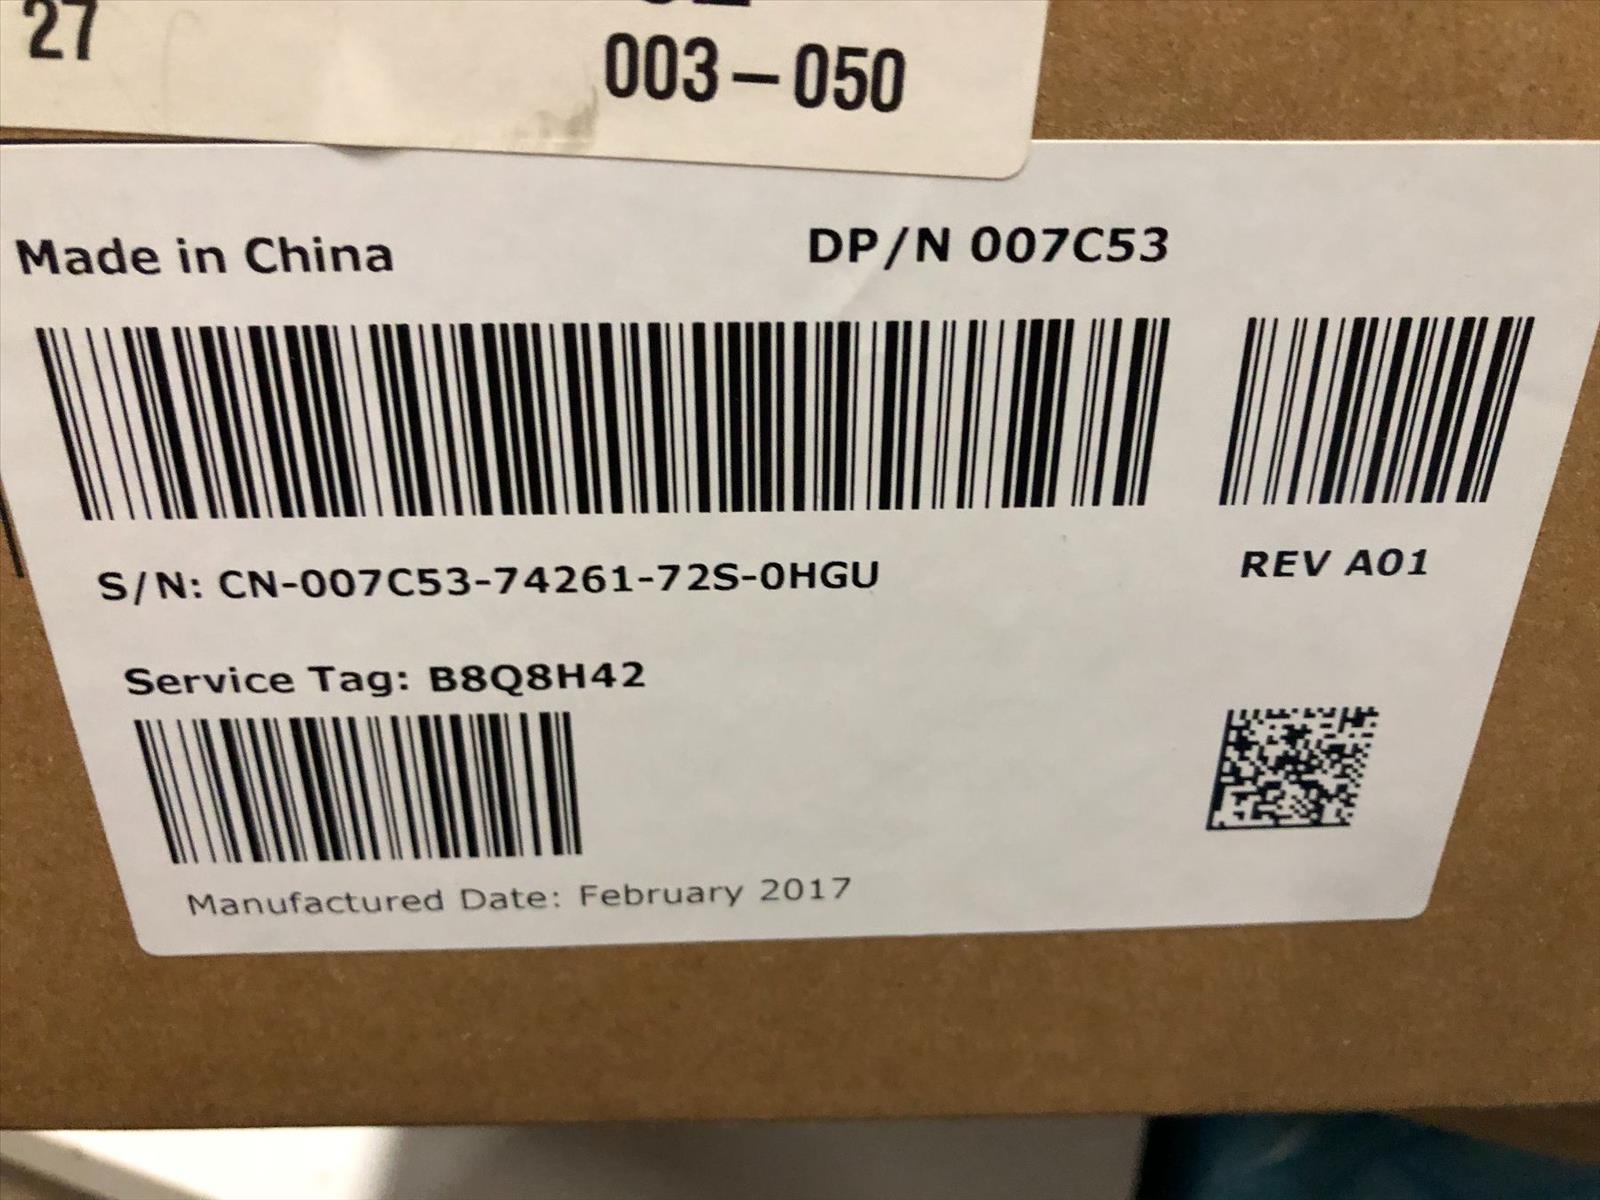 27
003-050
Made in China
DP/N 007C53
S/N: CN-007C53-74261-72S-0HGU
REV A01
Service Tag: B8Q8H42
Manufactured Date: February 2017